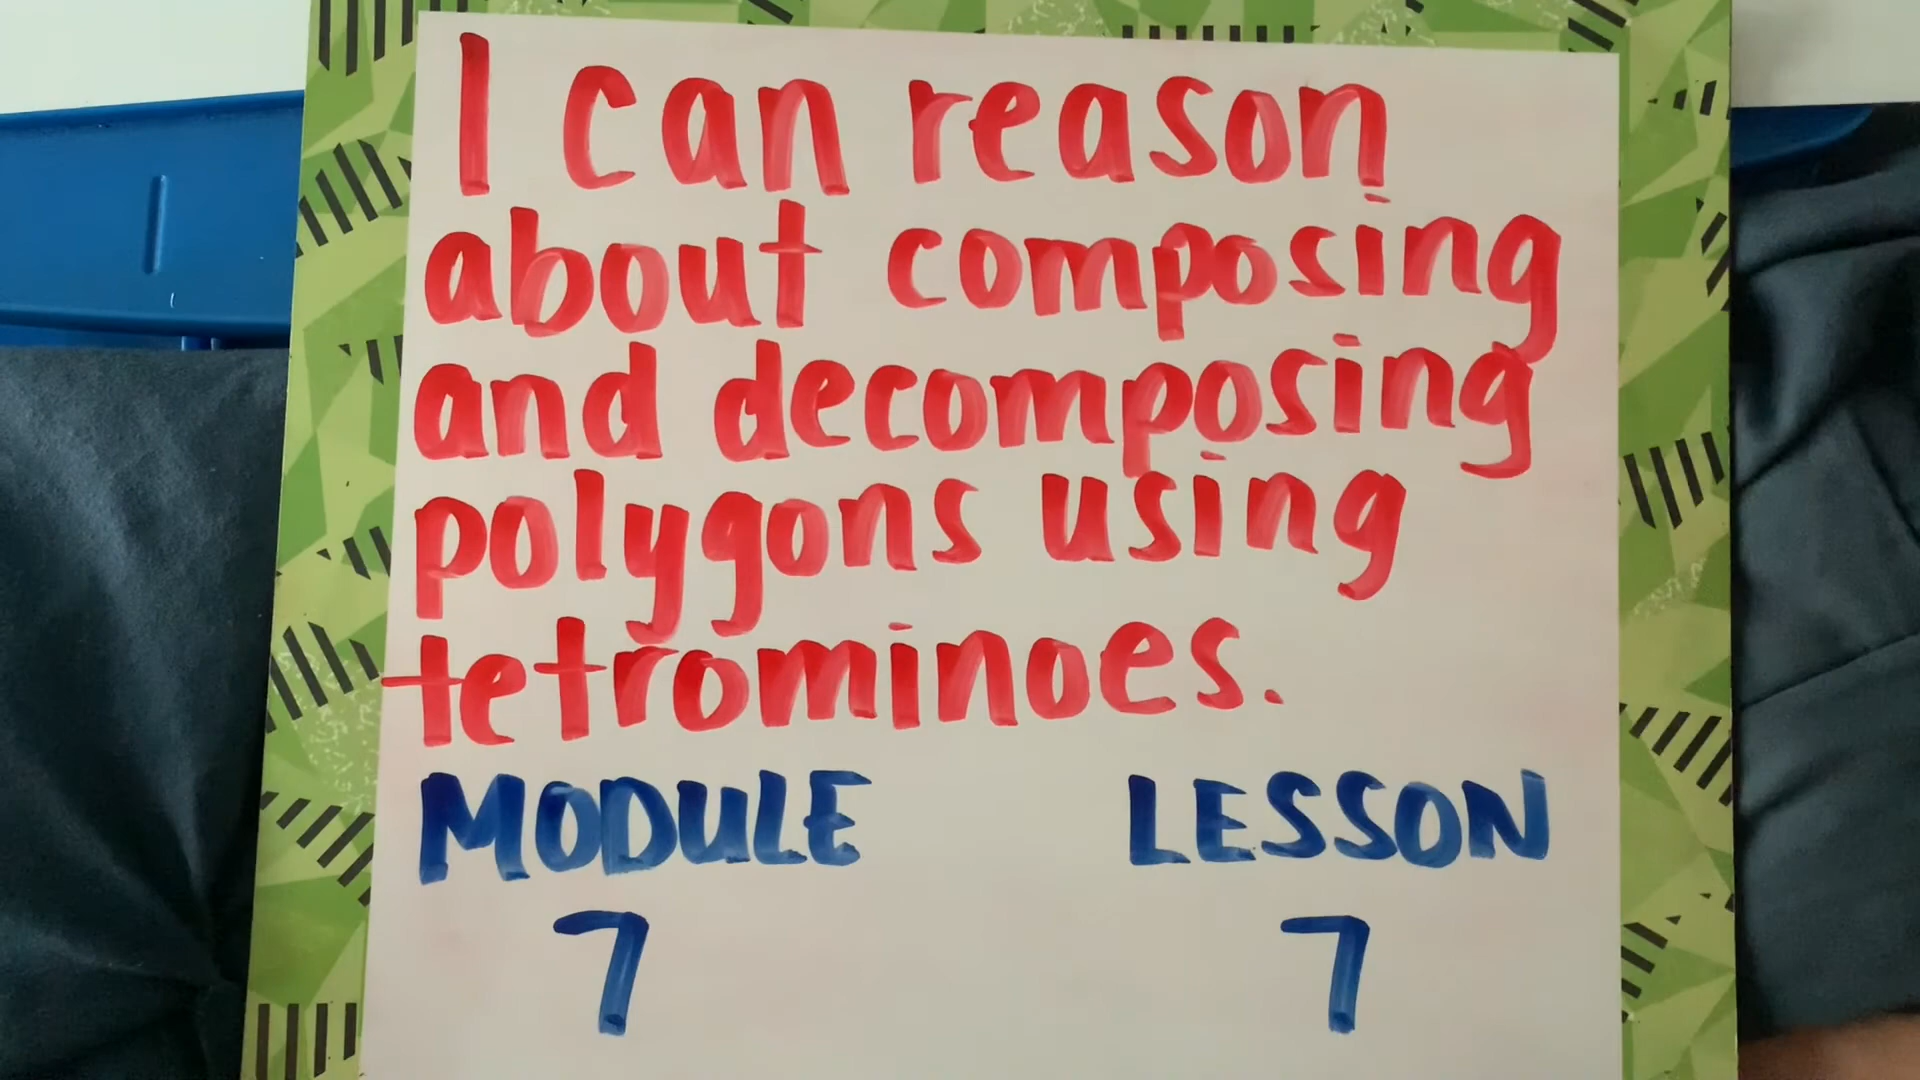 I can reason
about composing
and decomposing
polygons using
tetrominoes.
MODULE LESSON
7 7